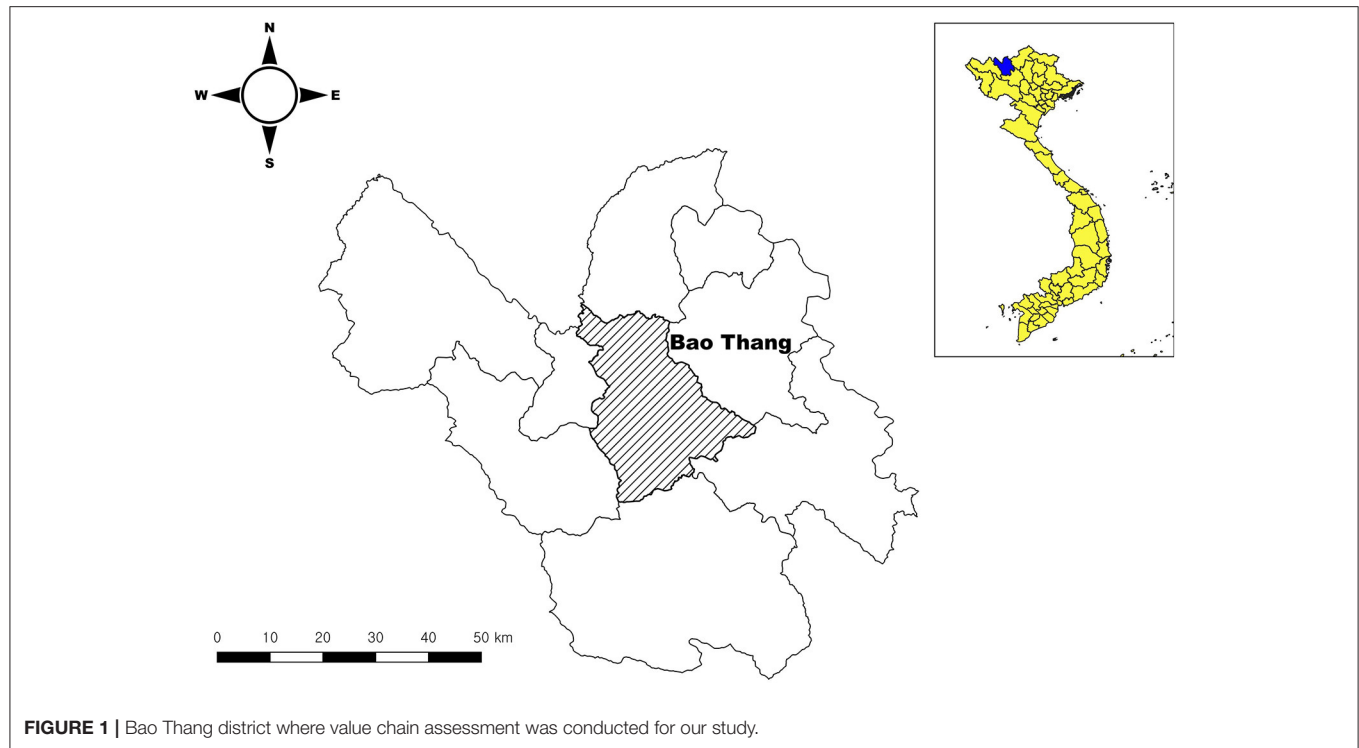 N
W E
S
Bao Thang
0 10 20 30 40 50 km
FIGURE 1 | Bao Thang district where value chain assessment was conducted for our study.